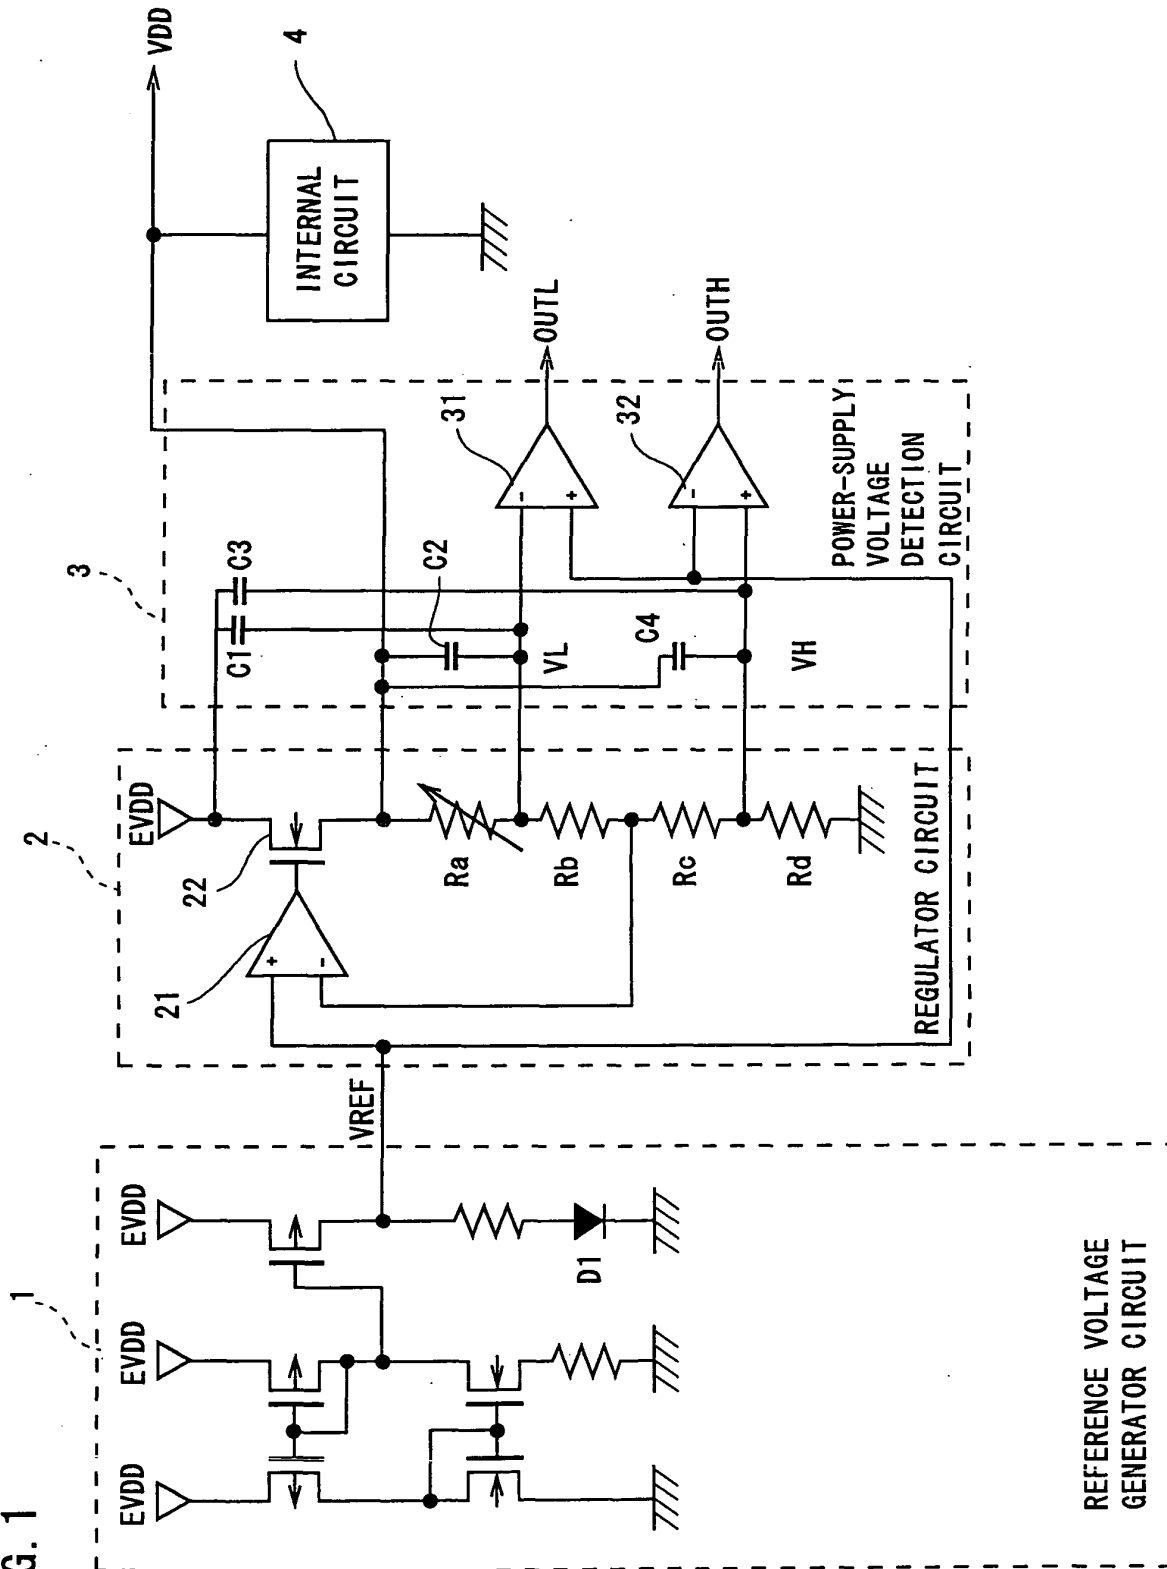 G. 1
1
EVDD
EVDD
EVDD
D1
REFERENCE VOLTAGE
GENERATOR CIRCUIT
VREF
2
EVDD
21
22
+
-
Ra
Rb
Rc
Rd
REGULATOR CIRCUIT
3
C1
C3
C2
C4
VL
VH
31
-
+
32
-
+
OUTL
OUTH
POWER-SUPPLY
VOLTAGE
DETECTION
CIRCUIT
VDD
4
INTERNAL
CIRCUIT